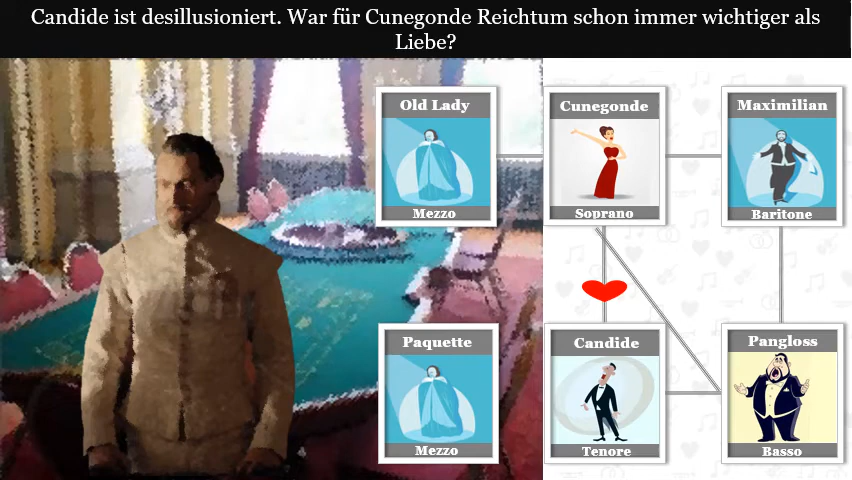 Candide ist desillusioniert. War für Cunegonde Reichtum schon immer wichtiger als
Liebe?
Old Lady
Mezzo
Cunegonde
Soprano
Maximilian
Baritone
Paquette
Mezzo
Candide
Tenore
Pangloss
Basso